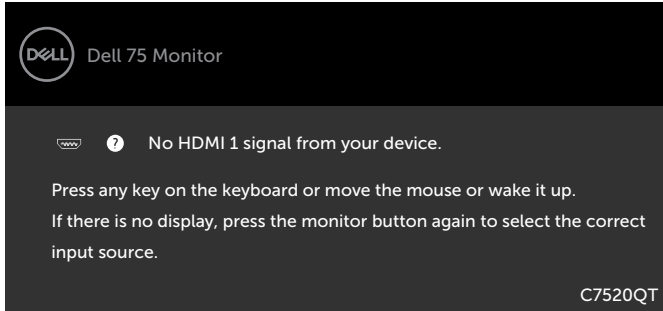 DELL Dell 75 Monitor
? No HDMI 1 signal from your device.
Press any key on the keyboard or move the mouse or wake it up.
If there is no display, press the monitor button again to select the correct
input source.
C7520QT